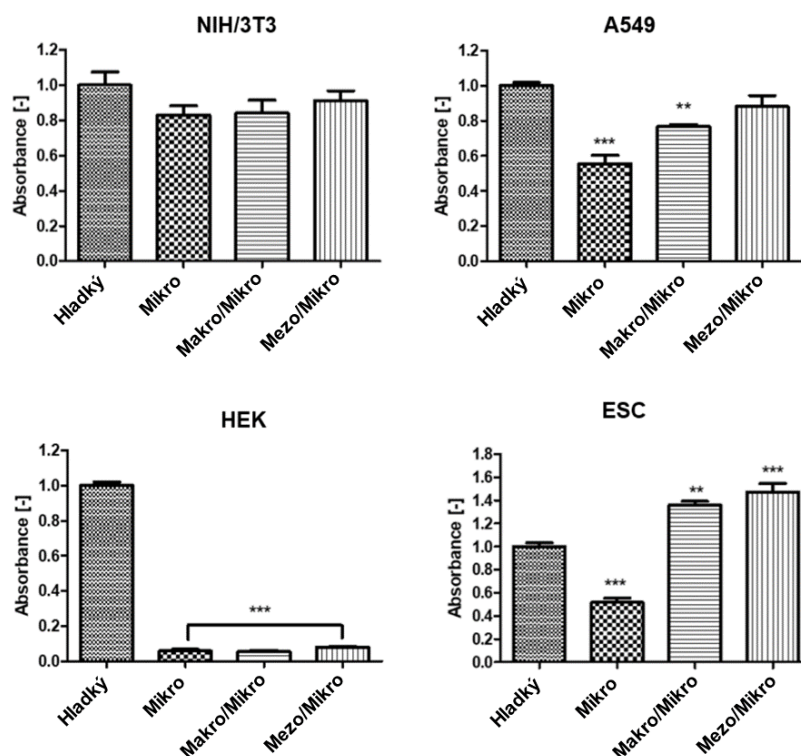 NIH/3T3
Absorbance [-]
1.2
1.0
0.8
0.6
0.4
0.2
0.0
Hladký
Mikro
Makro/Mikro
Mezo/Mikro
A549
Absorbance [-]
1.2
1.0
0.8
0.6
0.4
0.2
0.0
***
**
Hladký
Mikro
Makro/Mikro
Mezo/Mikro
HEK
Absorbance [-]
1.2
1.0
0.8
0.6
0.4
0.2
0.0
***
Hladký
Mikro
Makro/Mikro
Mezo/Mikro
ESC
Absorbance [-]
1.8
1.6
1.4
1.2
1.0
0.8
0.6
0.4
0.2
0.0
***
**
***
Hladký
Mikro
Makro/Mikro
Mezo/Mikro